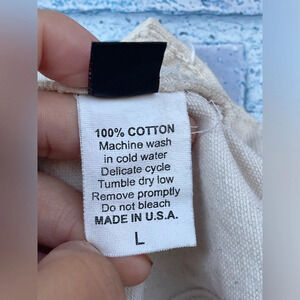 100% COTTON
Machine wash
in cold water
Delicate cycle
Tumble dry low
Remove promptly
Do not bleach
MADE IN U.S.A.
L